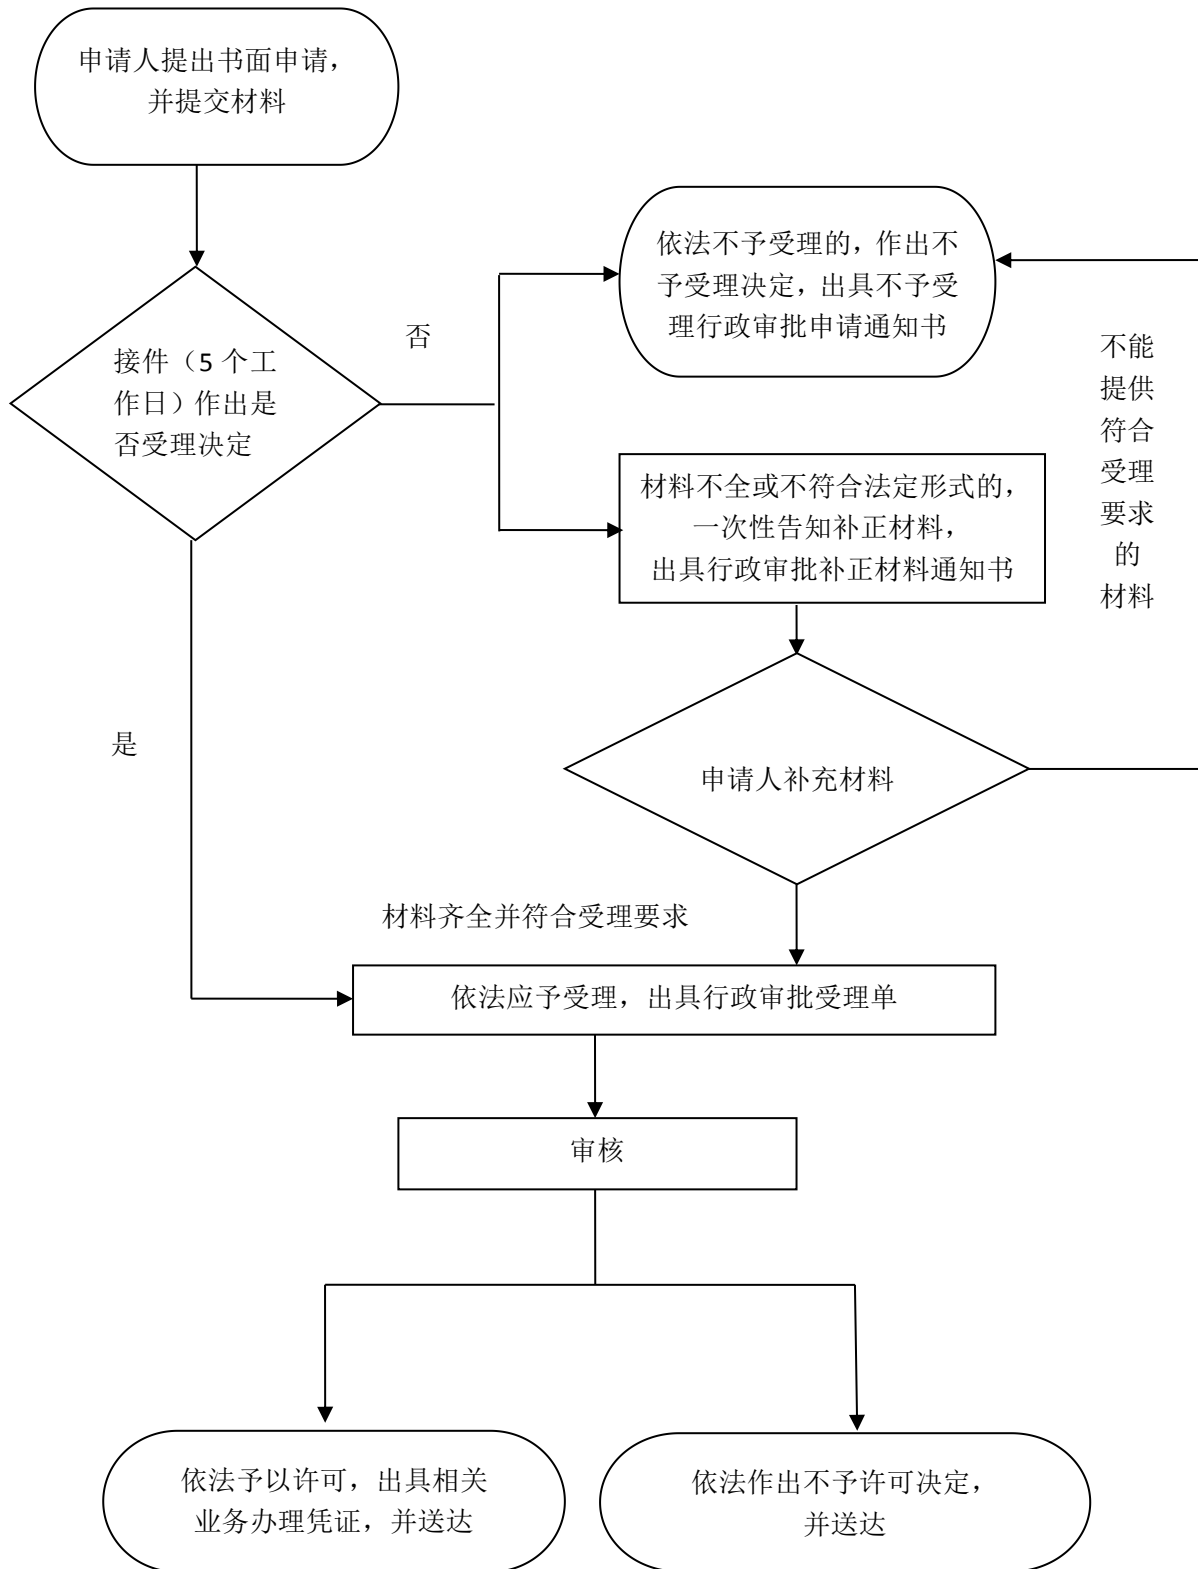 申请人提出书面申请，
并提交材料
依法不予受理的，作出不
予受理决定，出具不予受
理行政审批申请通知书
否
接件（5 个工
作日）作出是
否受理决定
不能
提供
符合
受理
要求
的
材料
材料不全或不符合法定形式的，
一次性告知补正材料，
出具行政审批补正材料通知书
是
申请人补充材料
材料齐全并符合受理要求
依法应予受理，出具行政审批受理单
审核
依法予以许可，出具相关
业务办理凭证，并送达
依法作出不予许可决定，
并送达